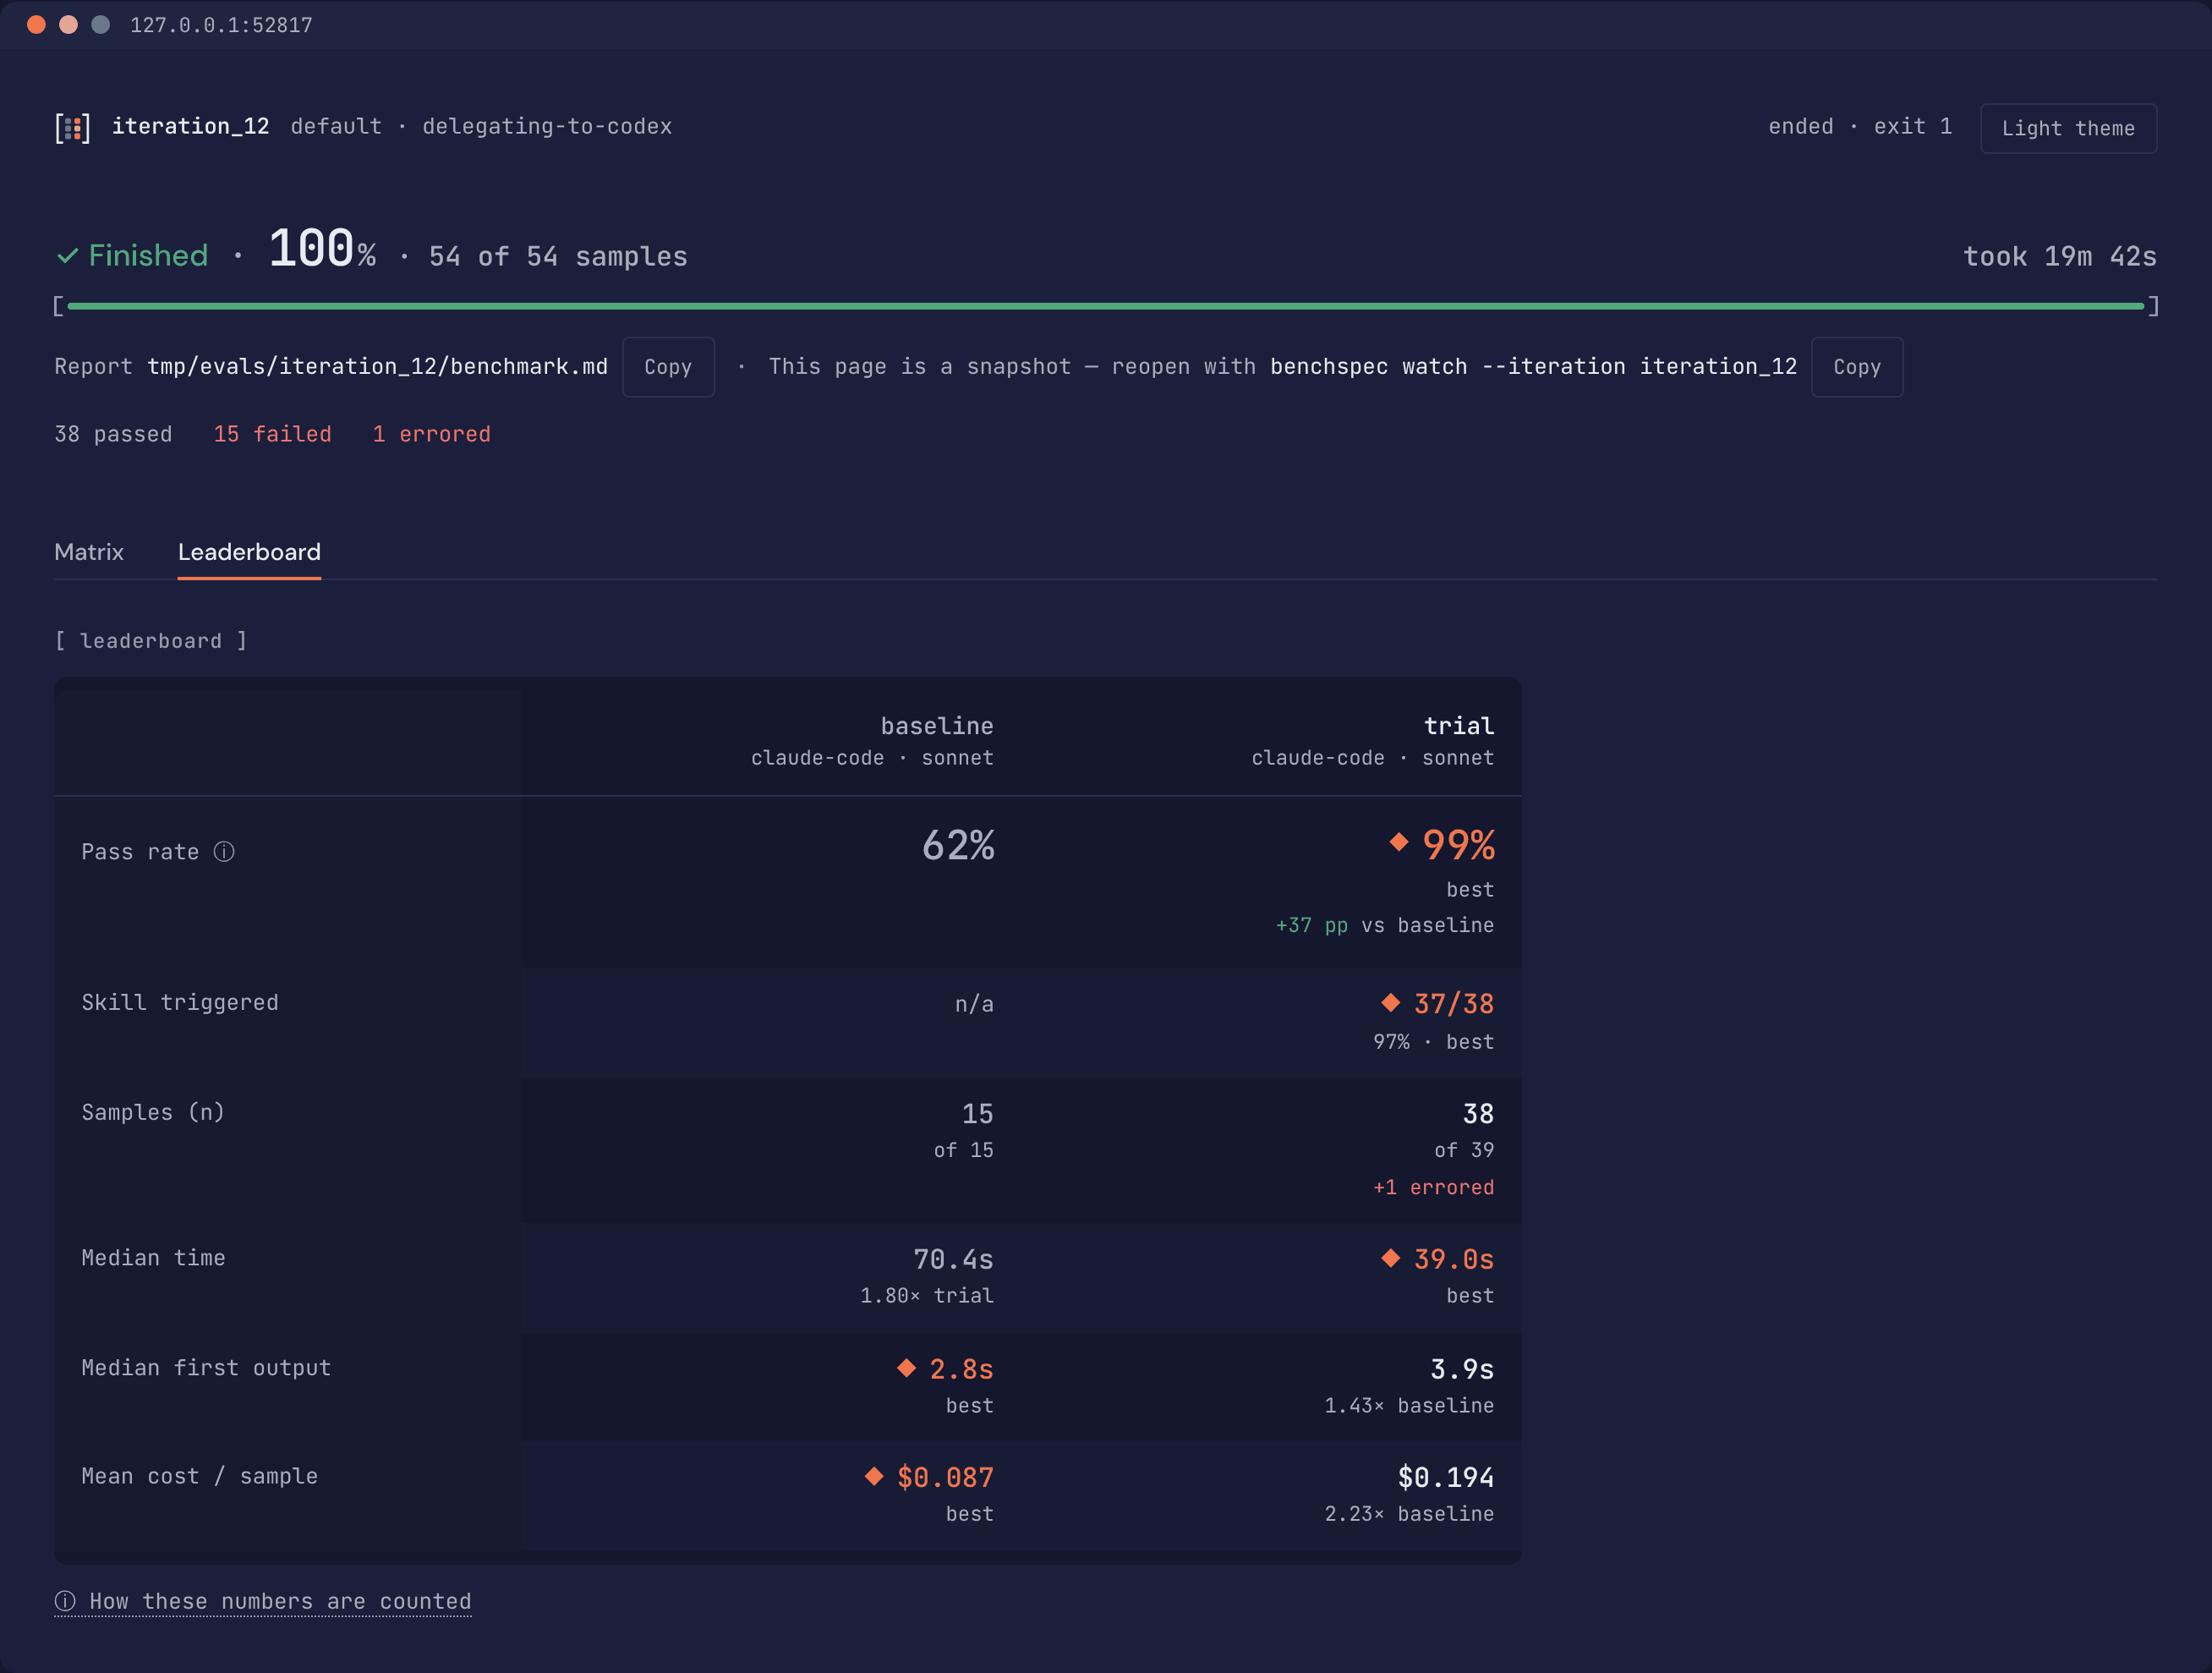 127.0.0.1:52817
iteration_12 default · delegating-to-codex
ended · exit 1 Light theme
✓ Finished · 100% · 54 of 54 samples
took 19m 42s
Report tmp/evals/iteration_12/benchmark.md Copy · This page is a snapshot — reopen with benchspec watch --iteration iteration_12 Copy
38 passed 15 failed 1 errored
Matrix Leaderboard
[ leaderboard ]
baseline trial
claude-code · sonnet claude-code · sonnet
Pass rate ⓘ 62% ◆ 99%
best
+37 pp vs baseline
Skill triggered n/a ◆ 37/38
97% · best
Samples (n) 15 38
of 15 of 39
+1 errored
Median time 70.4s ◆ 39.0s
1.80× trial best
Median first output ◆ 2.8s 3.9s
best 1.43× baseline
Mean cost / sample ◆ $0.087 $0.194
best 2.23× baseline
ⓘ How these numbers are counted